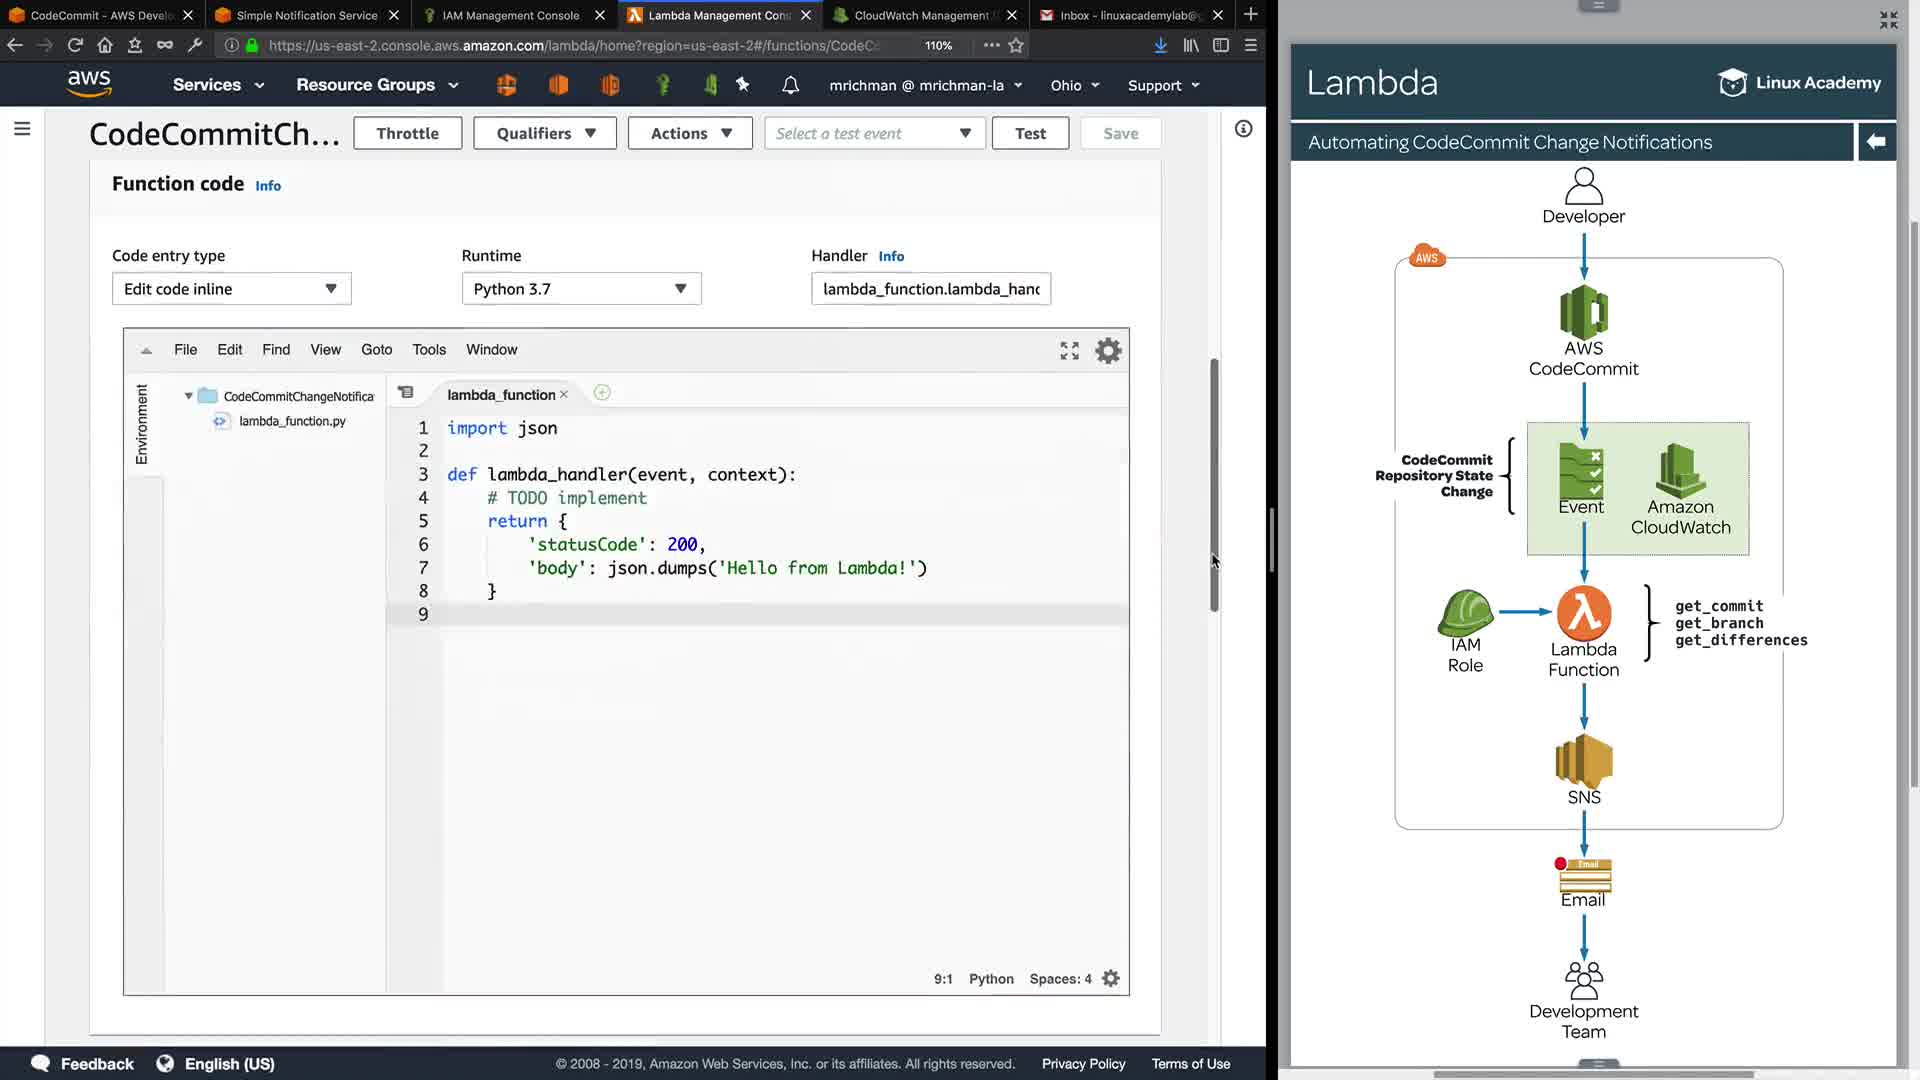 CodeCommit - AWS Develo
Simple Notification Service
IAM Management Console
Lambda Management Cons
CloudWatch Management
Inbox - linuxacademylab@
https://us-east-2.console.aws.amazon.com/lambda/home?region=us-east-2#/functions/CodeCo
110%
aws
Services
Resource Groups
mrichman @ mrichman-la
Ohio
Support
CodeCommitCh...
Throttle
Qualifiers
Actions
Select a test event
Test
Save
Function code
Info
Code entry type
Runtime
Handler Info
Edit code inline
Python 3.7
lambda_function.lambda_hanc
File Edit Find View Goto Tools Window
Environment
CodeCommitChangeNotifica
lambda_function.py
lambda_function
1 import json
2
3 def lambda_handler(event, context):
4 # TODO implement
5 return {
6 'statusCode': 200,
7 'body': json.dumps('Hello from Lambda!')
8 }
9
9:1 Python Spaces: 4
Feedback
English (US)
© 2008 - 2019, Amazon Web Services, Inc. or its affiliates. All rights reserved.
Privacy Policy
Terms of Use
Lambda
Linux Academy
Automating CodeCommit Change Notifications
Developer
AWS
AWS
CodeCommit
CodeCommit
Repository State
Change
Event
Amazon
CloudWatch
IAM
Role
Lambda
Function
get_commit
get_branch
get_differences
SNS
Email
Email
Development
Team